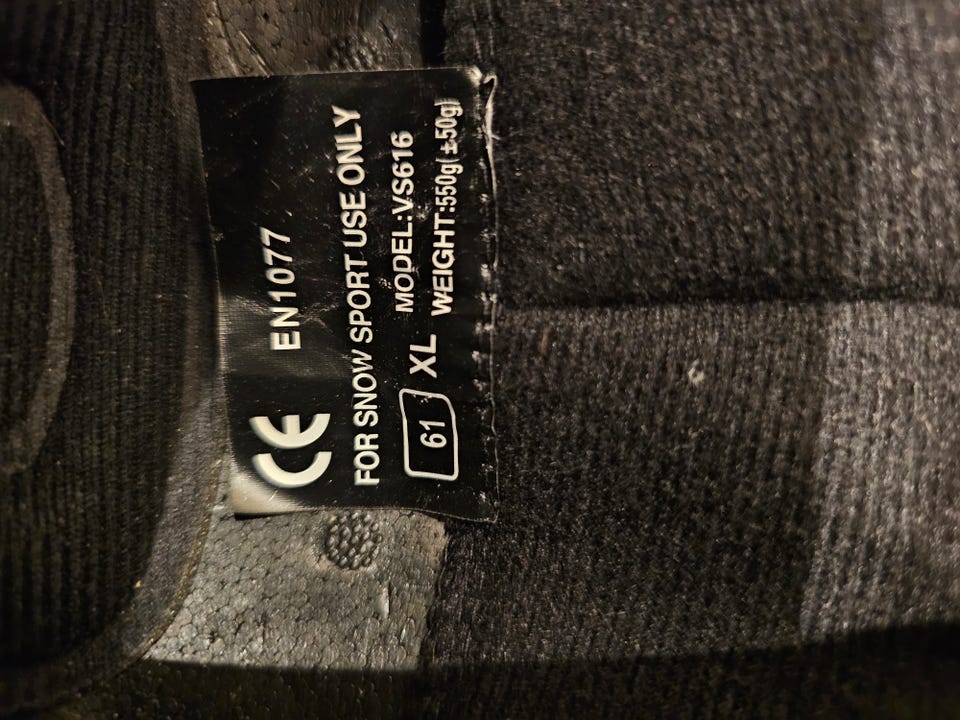 CE EN1077
FOR SNOW SPORT USE ONLY
61 XL MODEL:VS616
WEIGHT:550g(±50g)